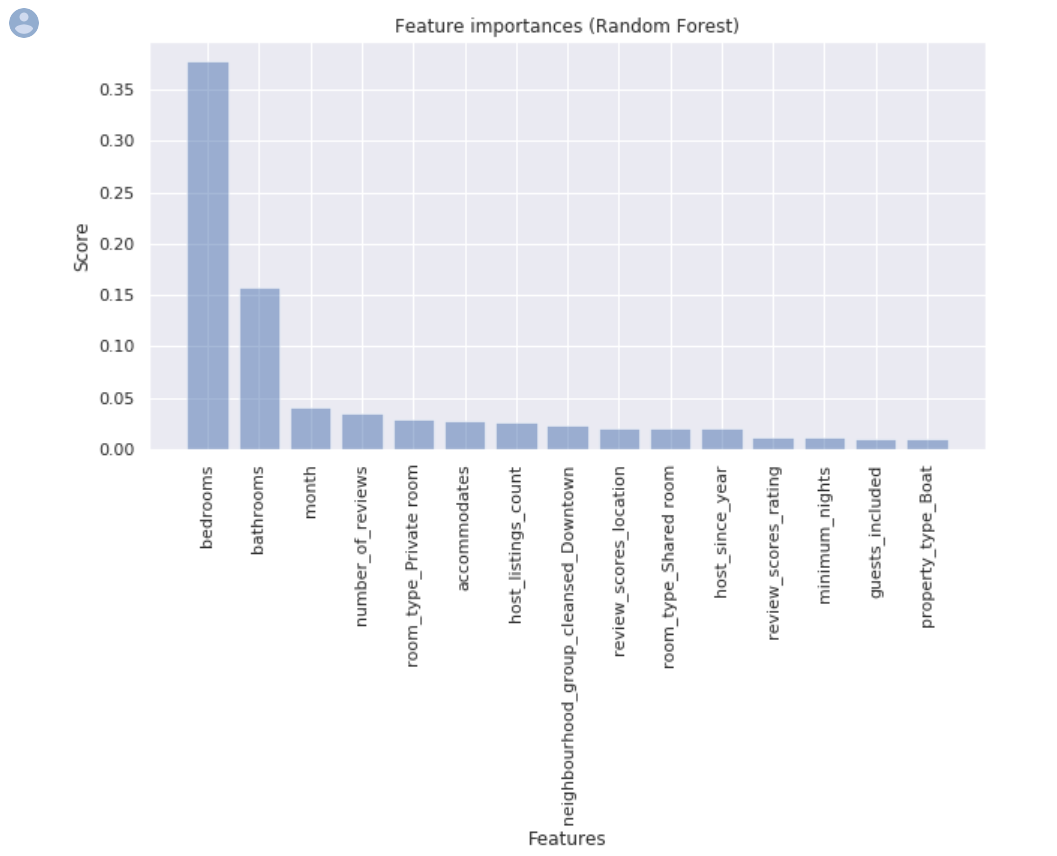 Feature importances (Random Forest)
0.35
0.30
0.25
0.20
0.15
0.10
0.05
0.00
Score
bedrooms
bathrooms
month
number_of_reviews
room_type_Private room
accommodates
host_listings_count
neighbourhood_group_cleansed_Downtown
review_scores_location
room_type_Shared room
host_since_year
review_scores_rating
minimum_nights
guests_included
property_type_Boat
Features